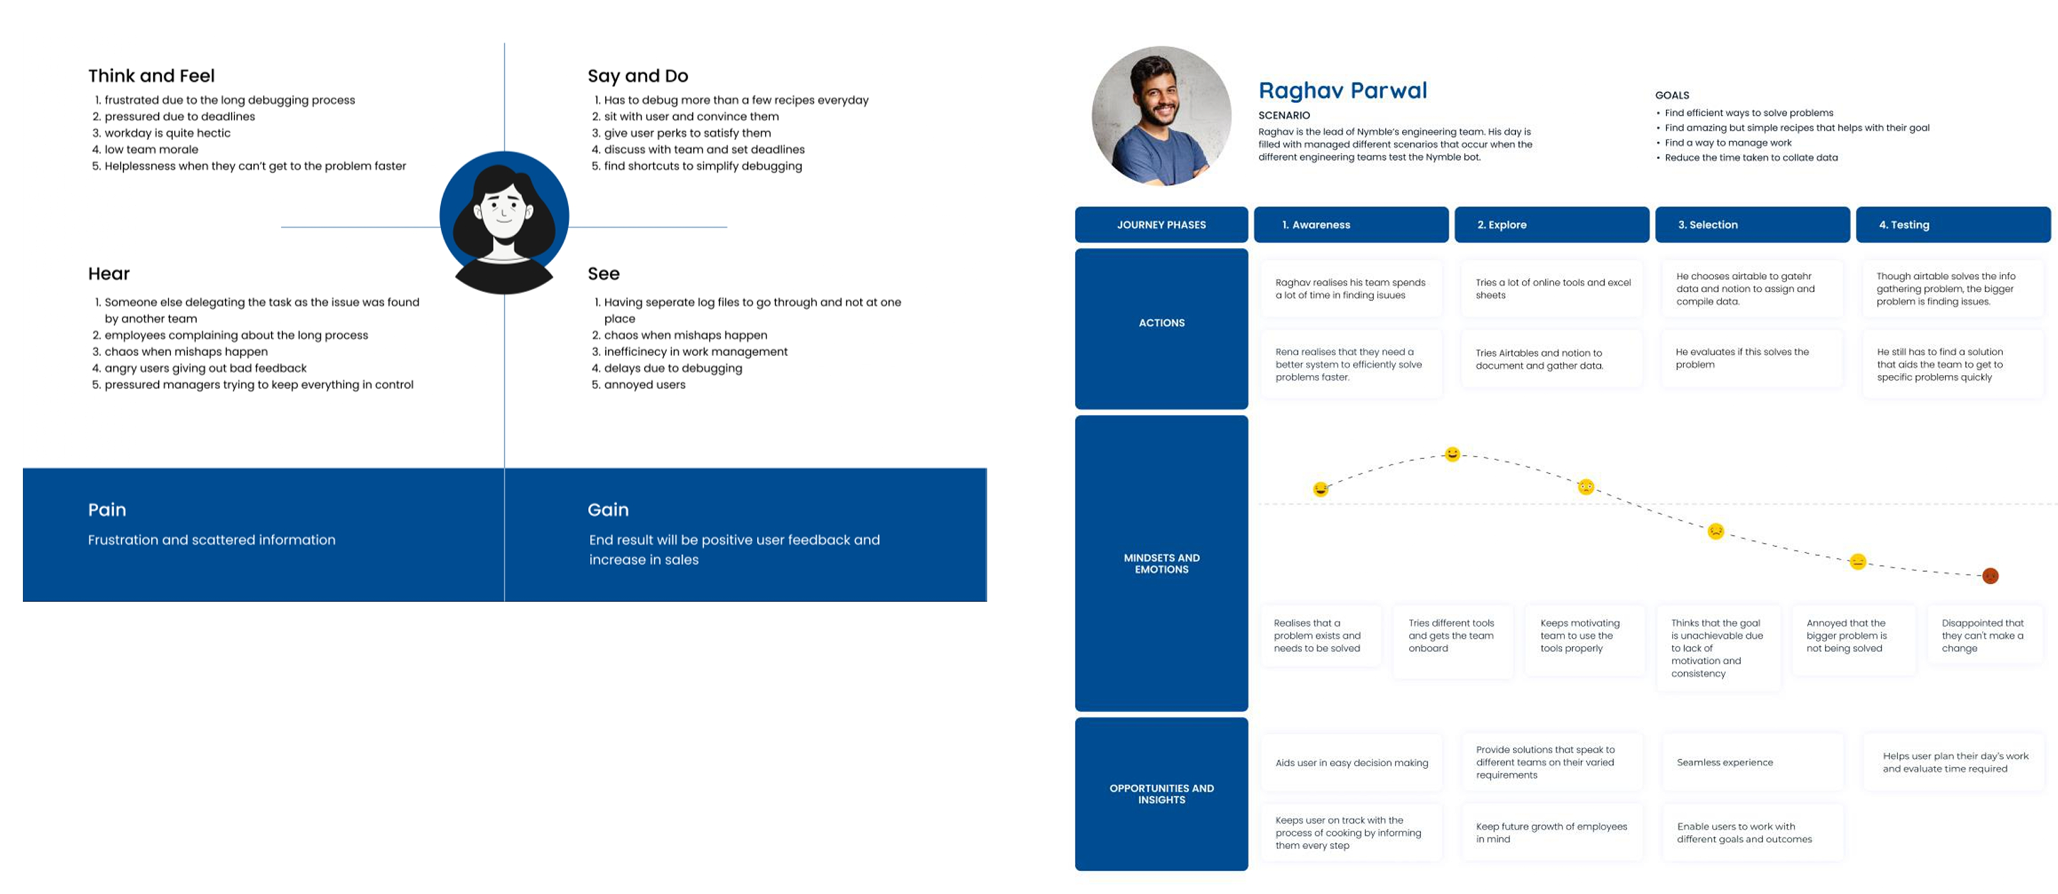 Think and Feel
1. frustrated due to the long debugging process
2. pressured due to deadlines
3. workday is quite hectic
4. low team morale
5. Helplessness when they can't get to the problem faster
Say and Do
1. Has to debug more than a few recipes everyday
2. sit with user and convince them
3. give user perks to satisfy them
4. discuss with team and set deadlines
5. find shortcuts to simplify debugging
Hear
1. Someone else delegating the task as the issue was found
by another team
2. employees complaining about the long process
3. chaos when mishaps happen
4. angry users giving out bad feedback
5. pressured managers trying to keep everything in control
See
1. Having seperate log files to go through and not at one
place
2. chaos when mishaps happen
3. inefficinecy in work management
4. delays due to debugging
5. annoyed users
Pain
Frustration and scattered information
Gain
End result will be positive user feedback and
increase in sales
Raghav Parwal
SCENARIO
Raghav is the lead of Nymble's engineering team. His day is
filled with managed different scenarios that occur when the
different engineering teams test the Nymble bot.
GOALS
• Find efficient ways to solve problems
• Find amazing but simple recipes that helps with their goal
• Find a way to manage work
• Reduce the time taken to collate data
JOURNEY PHASES
1. Awareness
2. Explore
3. Selection
4. Testing
ACTIONS
Raghav realises his team spends
a lot of time in finding isuues
Tries a lot of online tools and excel
sheets
He chooses airtable to gatehr
data and notion to assign and
compile data.
Though airtable solves the info
gathering problem, the bigger
problem is finding issues.
Rena realises that they need a
better system to efficiently solve
problems faster.
Tries Airtables and notion to
document and gather data.
He evaluates if this solves the
problem
He still has to find a solution
that aids the team to get to
specific problems quickly
MINDSETS AND
EMOTIONS
Realises that a
problem exists and
needs to be solved
Tries different tools
and gets the team
onboard
Keeps motivating
team to use the
tools properly
Thinks that the goal
is unachievable due
to lack of
motivation and
consistency
Annoyed that the
bigger problem is
not being solved
Disappointed that
they can't make a
change
OPPORTUNITIES AND
INSIGHTS
Aids user in easy decision making
Provide solutions that speak to
different teams on their varied
requirements
Seamless experience
Helps user plan their day's work
and evaluate time required
Keeps user on track with the
process of cooking by informing
them every step
Keep future growth of employees
in mind
Enable users to work with
different goals and outcomes